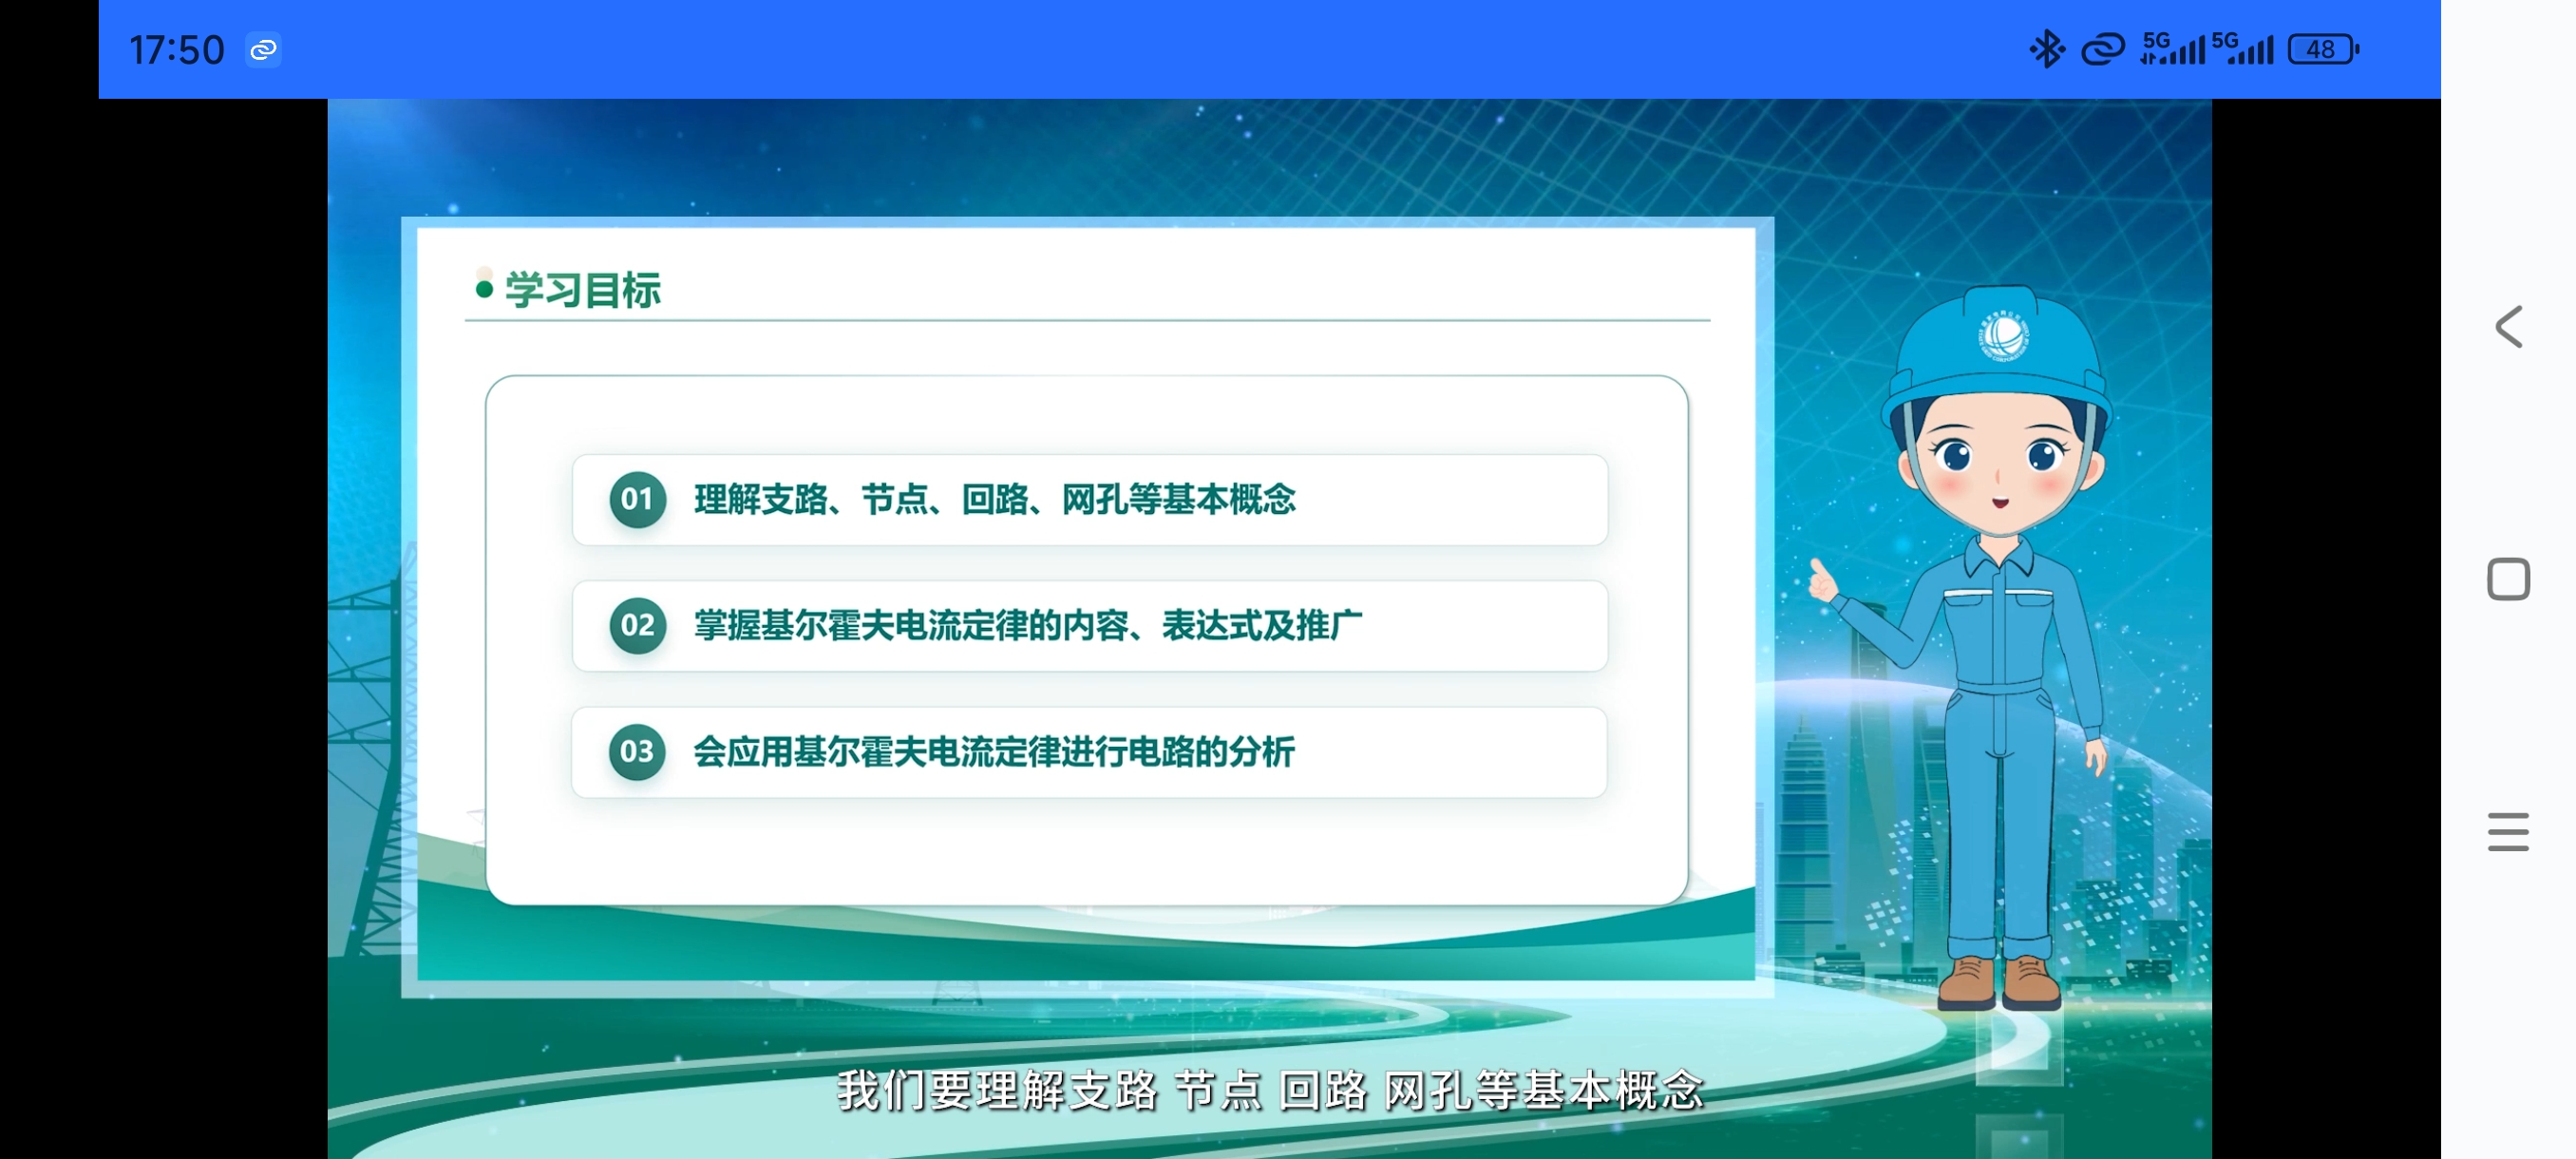 17:50
5G 5G 48
学习目标
01 理解支路、节点、回路、网孔等基本概念
02 掌握基尔霍夫电流定律的内容、表达式及推广
03 会应用基尔霍夫电流定律进行电路的分析
我们要理解支路 节点 回路 网孔等基本概念